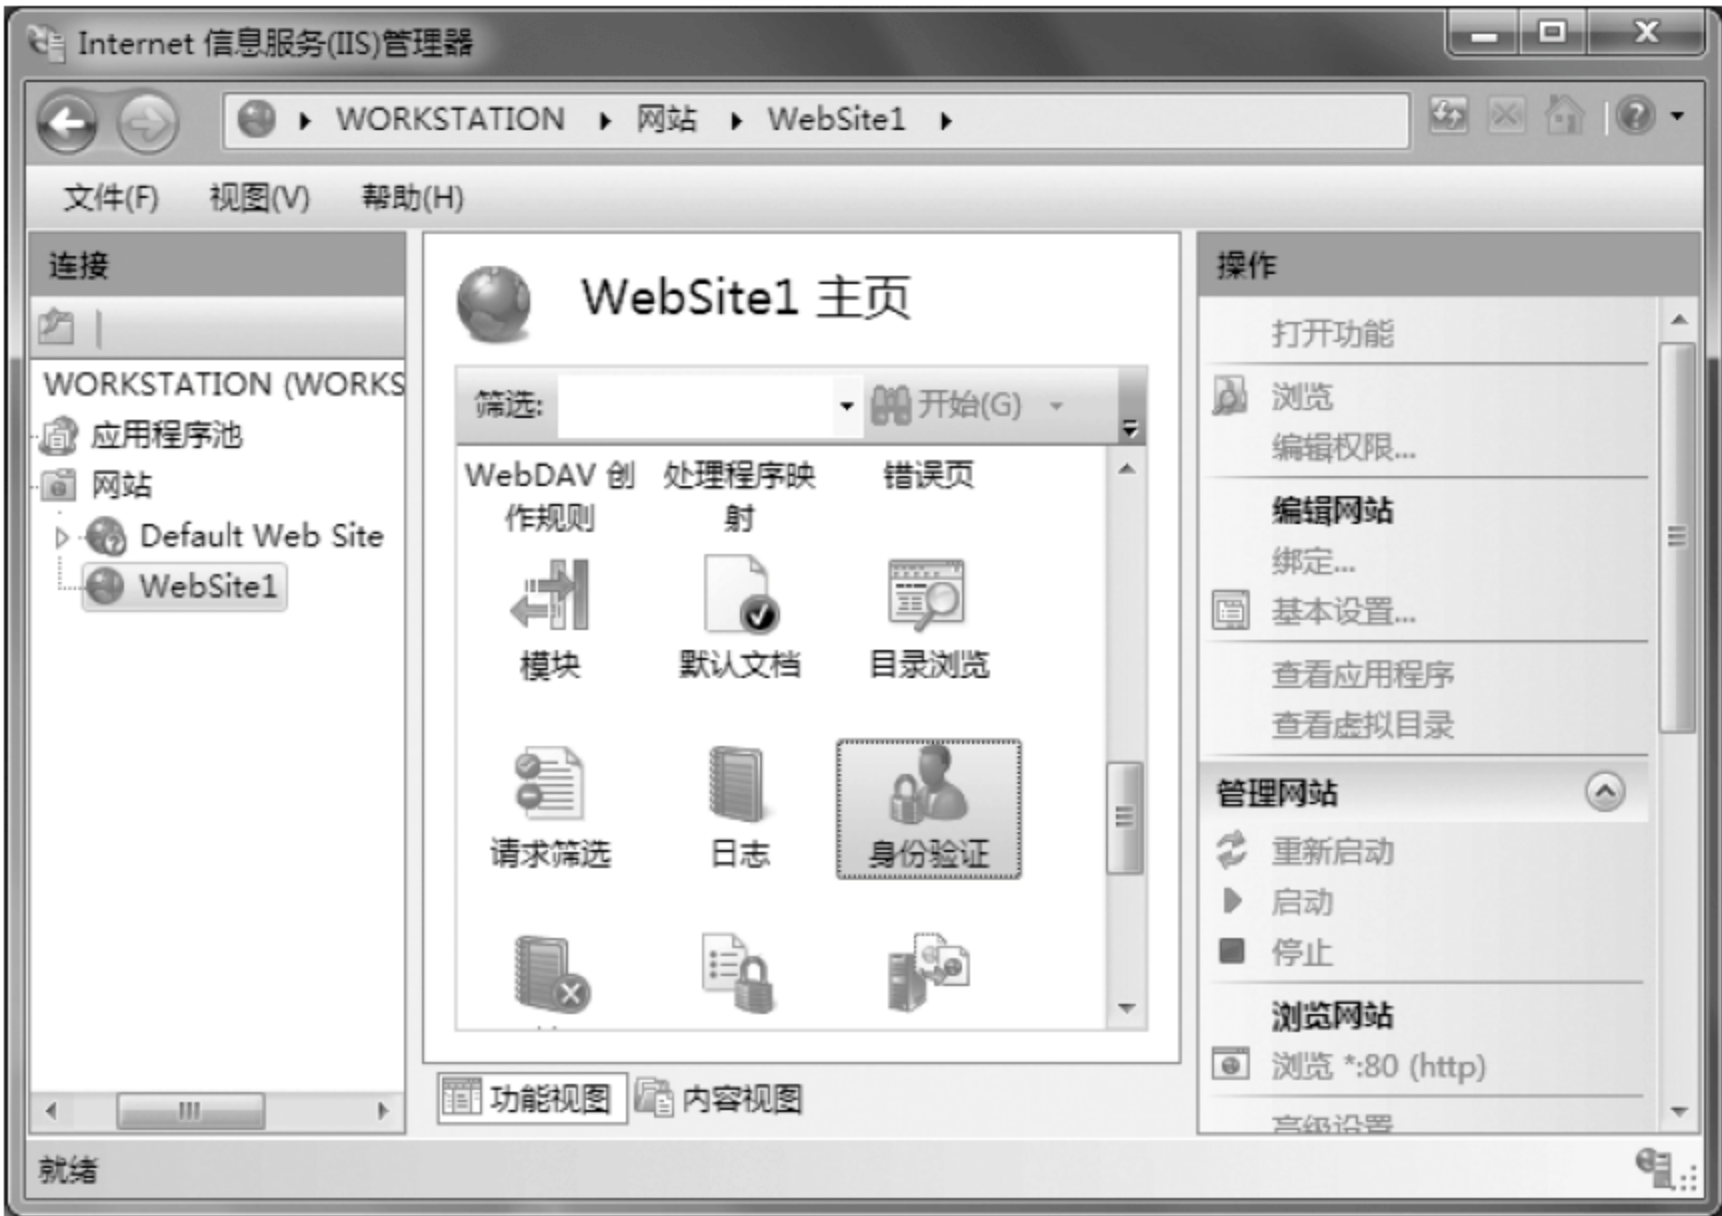 Internet 信息服务(IIS)管理器
WORKSTATION 网站 WebSite1
文件(F) 视图(V) 帮助(H)
连接
WORKSTATION (WORKS
应用程序池
网站
Default Web Site
WebSite1
WebSite1 主页
筛选: 开始(G)
WebDAV 创 处理程序映 错误页
作规则 射
模块 默认文档 目录浏览
请求筛选 日志 身份验证
功能视图 内容视图
操作
打开功能
浏览
编辑权限...
编辑网站
绑定...
基本设置...
查看应用程序
查看虚拟目录
管理网站
重新启动
启动
停止
浏览网站
浏览 *:80 (http)
高级设置
就绪